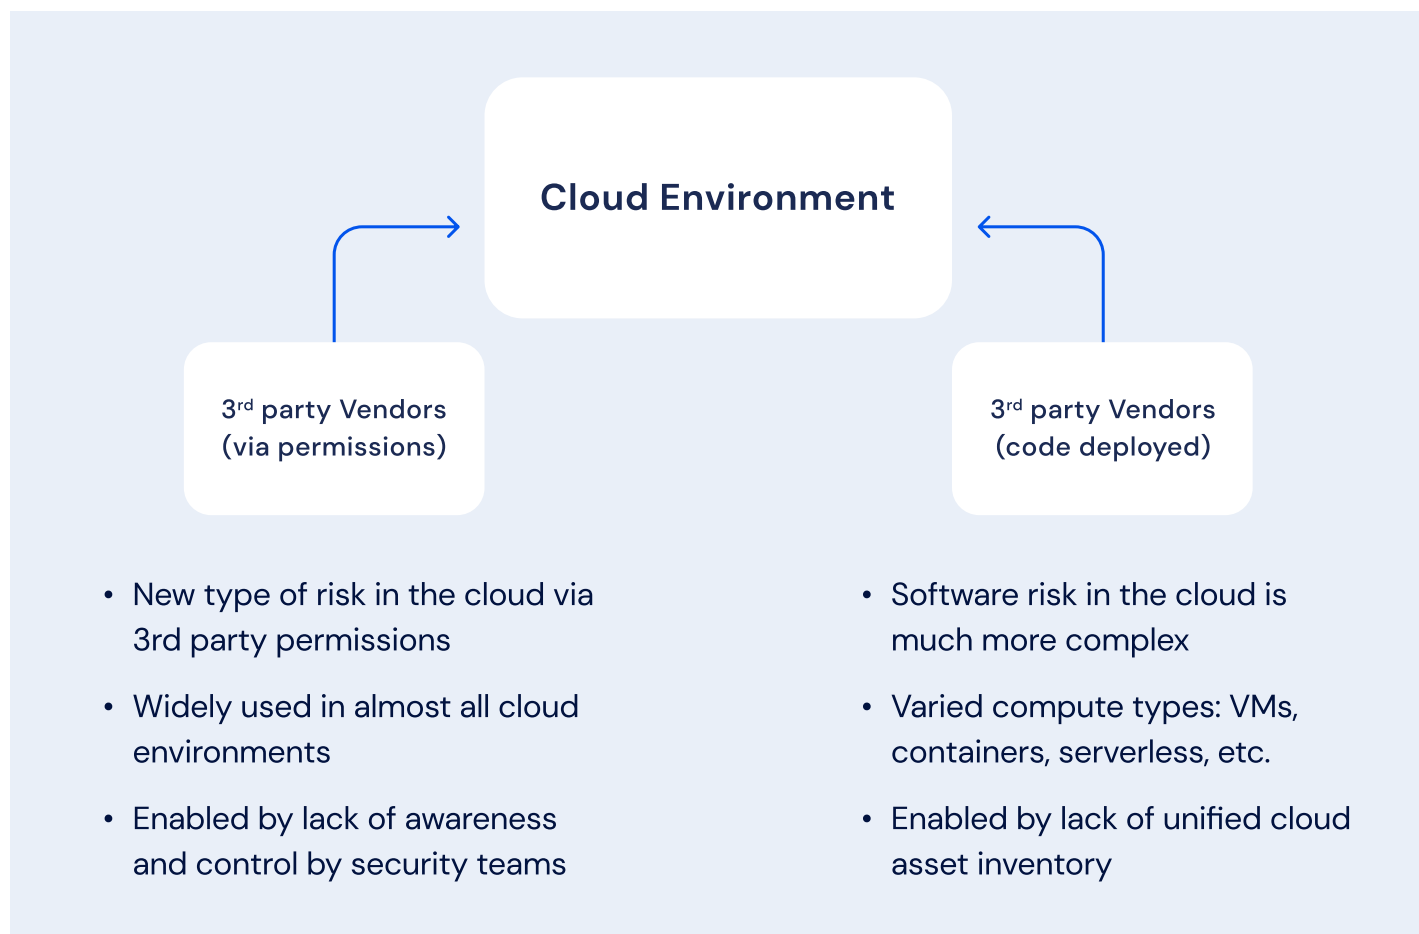 Cloud Environment
3rd party Vendors
(via permissions)
3rd party Vendors
(code deployed)
• New type of risk in the cloud via
3rd party permissions
• Widely used in almost all cloud
environments
• Enabled by lack of awareness
and control by security teams
• Software risk in the cloud is
much more complex
• Varied compute types: VMs,
containers, serverless, etc.
• Enabled by lack of unified cloud
asset inventory